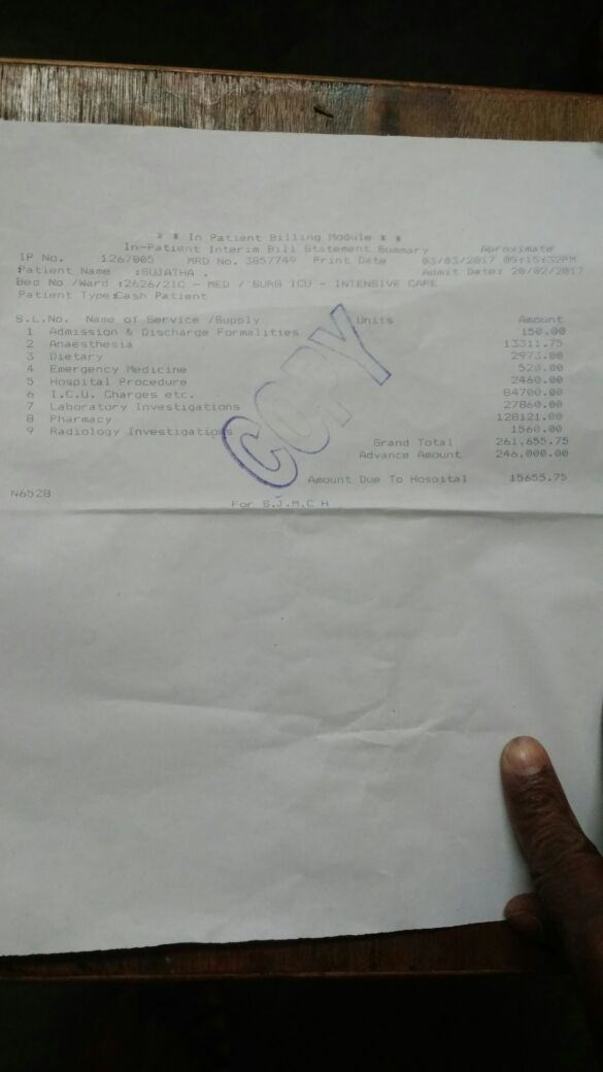 * * In Patient Billing Module * *
In-Patient Interim Bill Statement Summary Aproximate
IP No. 1267005 MRD No. 3857749 Print Date 03/03/2017 09:15:32PM
Patient Name :SUJATHA . Admit Date: 20/02/2017
Bed No /Ward :2626/2IC - MED / SURG ICU - INTENSIVE CARE
Patient Type:Cash Patient
S.L.No. Name of Service /Supply Units Amount
1 Admission & Discharge Formalities 150.00
2 Anaesthesia 13311.75
3 Dietary 2973.00
4 Emergency Medicine 520.00
5 Hospital Procedure 2460.00
6 I.C.U. Charges etc. 84700.00
7 Laboratory Investigations 27860.00
8 Pharmacy 128121.00
9 Radiology Investigations 1560.00
COPY
Grand Total 261,655.75
Advance Amount 246,000.00
Amount Due To Hospital 15655.75
N6528
For S.J.M.C H